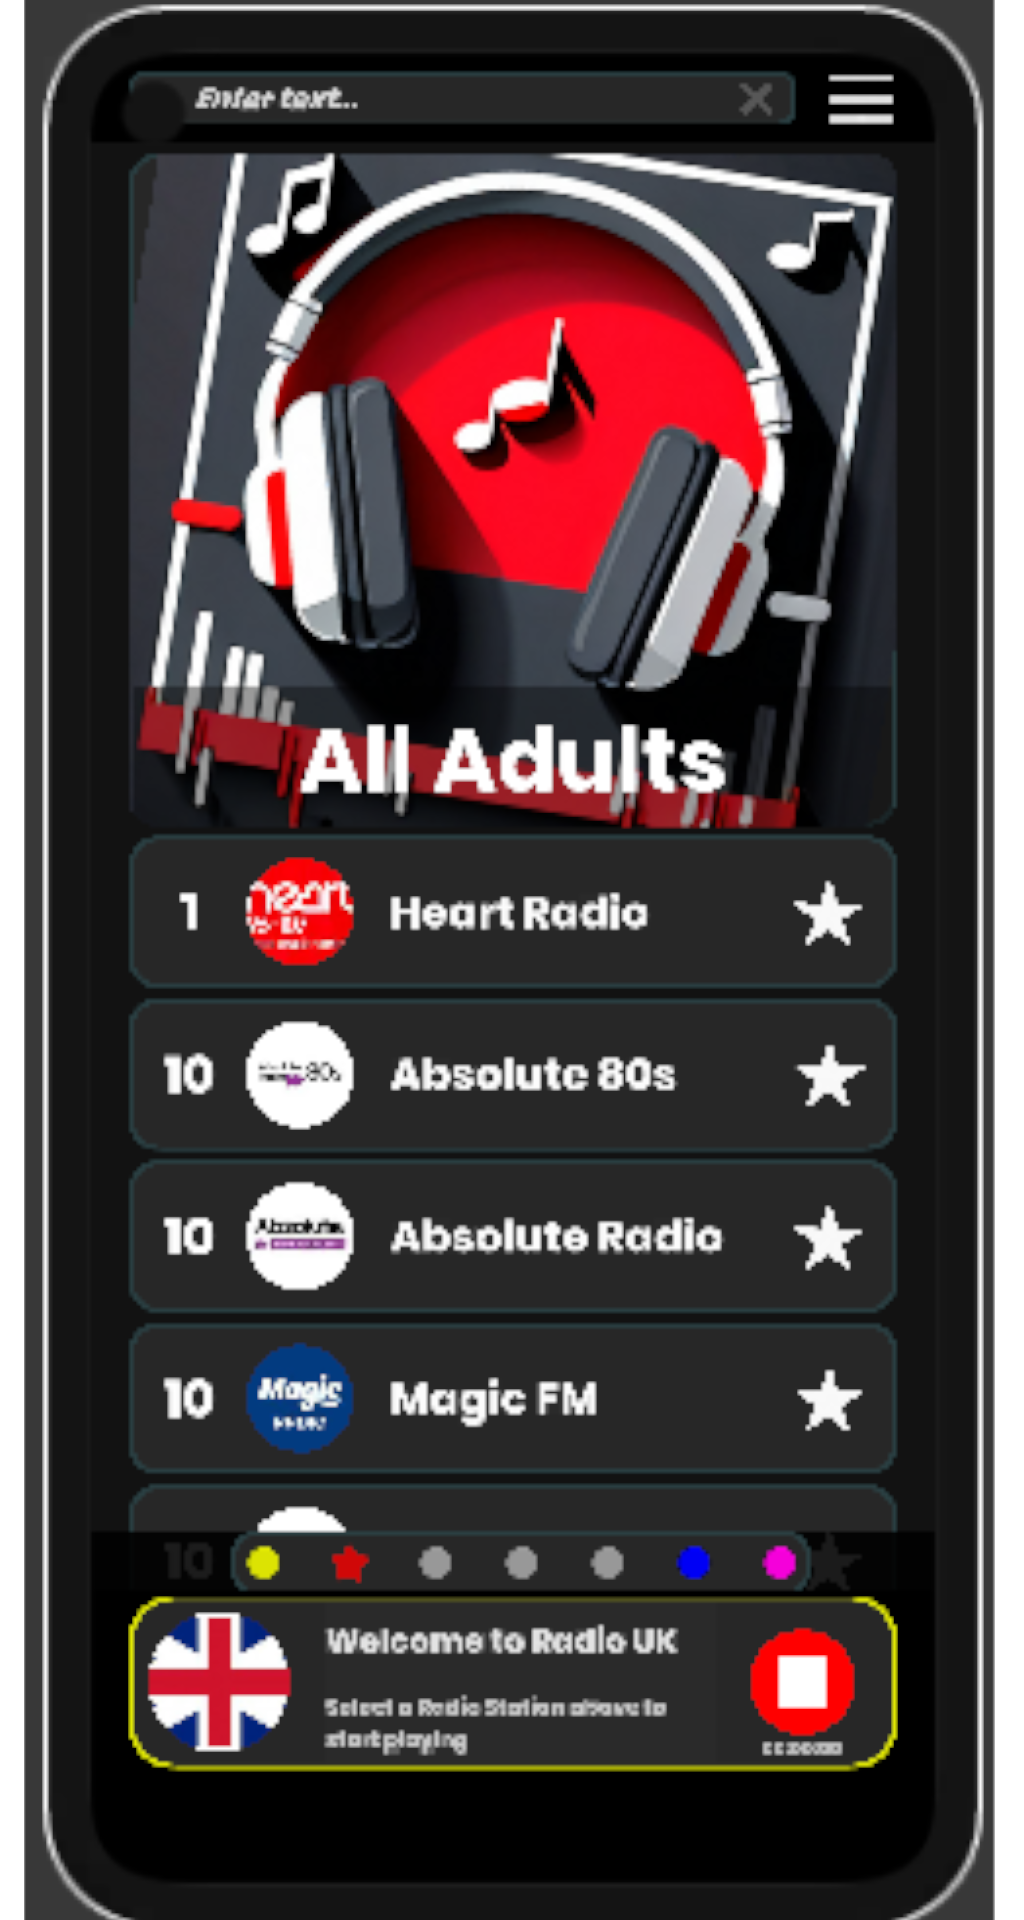 Enter text..
All Adults
1
heart
Heart Radio
10
80s
Absolute 80s
10
Absolute.
Absolute Radio
10
Magic
Magic FM
10
Welcome to Radio UK
Select a Radio Station above to
start playing